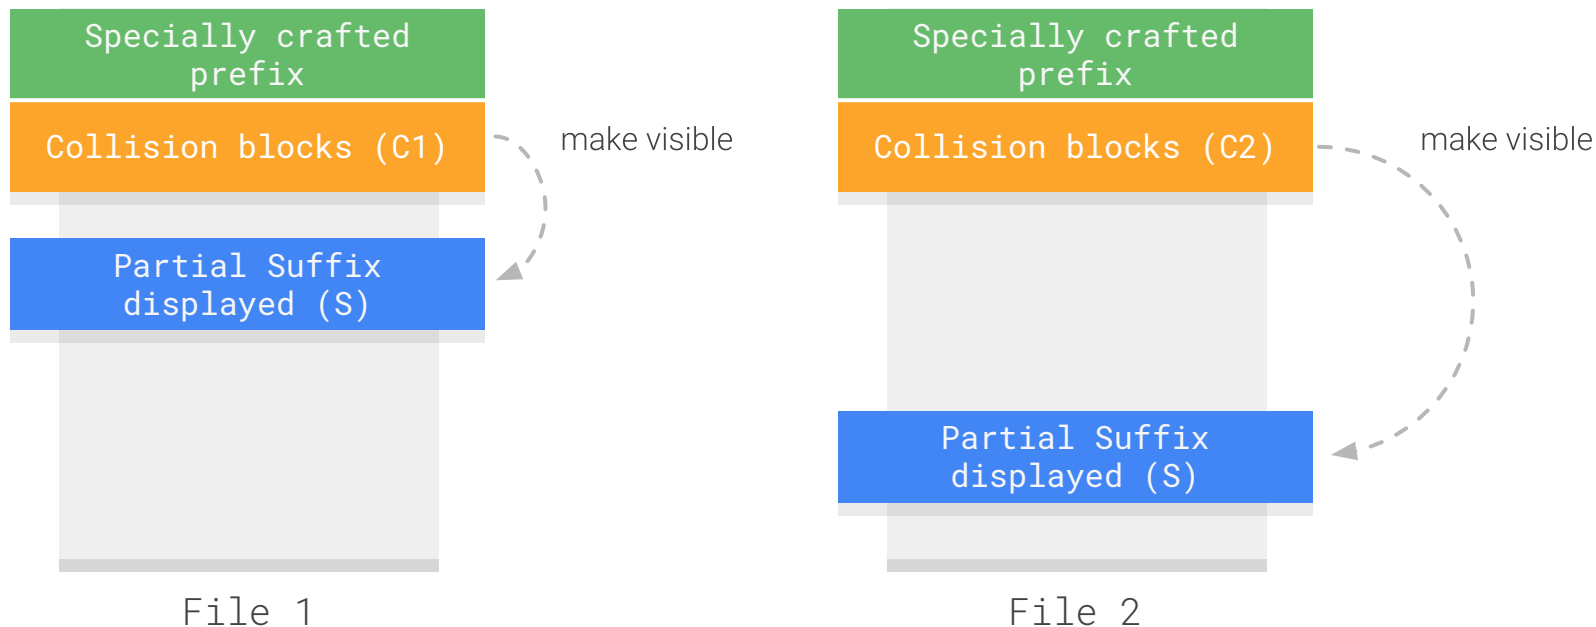 Specially crafted
prefix
Collision blocks (C1)
make visible
Partial Suffix
displayed (S)
File 1
Specially crafted
prefix
Collision blocks (C2)
make visible
Partial Suffix
displayed (S)
File 2